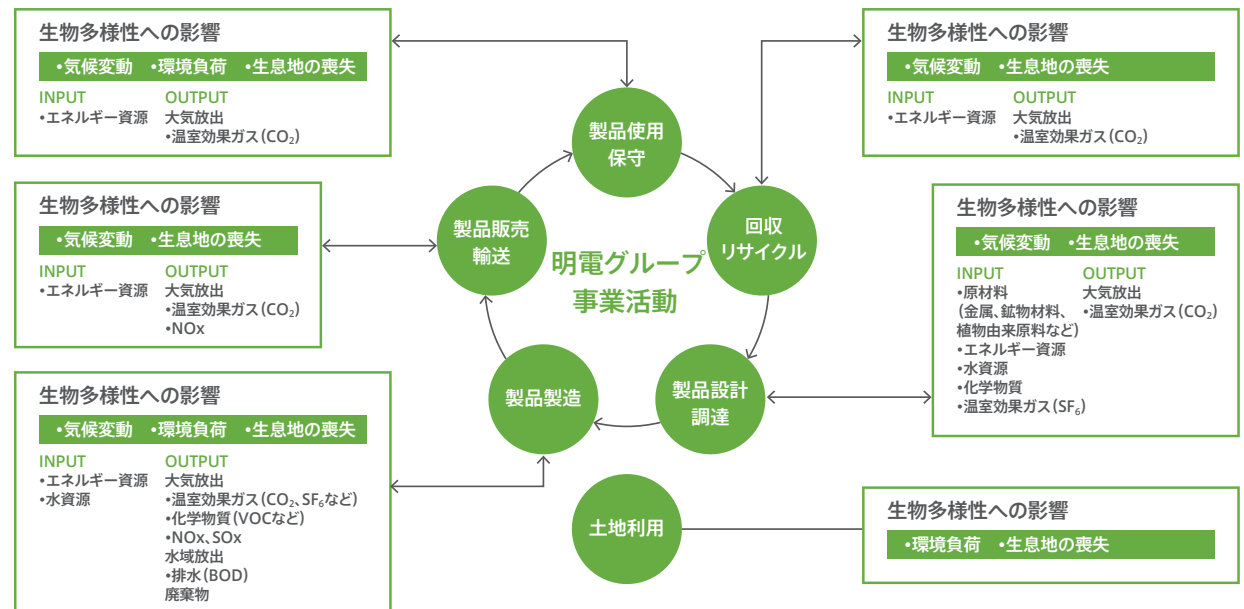 生物多様性への影響
•気候変動 •環境負荷 •生息地の喪失
INPUT OUTPUT
•エネルギー資源 大気放出
•温室効果ガス(CO₂)
生物多様性への影響
•気候変動 •生息地の喪失
INPUT OUTPUT
•エネルギー資源 大気放出
•温室効果ガス(CO₂)
•NOx
生物多様性への影響
•気候変動 •環境負荷 •生息地の喪失
INPUT OUTPUT
•エネルギー資源 大気放出
•水資源 •温室効果ガス(CO₂、SF₆など)
•化学物質(VOCなど)
•NOx、SOx
水域放出
•排水(BOD)
廃棄物
製品使用
保守
製品販売
輸送
回収
リサイクル
明電グループ
事業活動
製品製造
製品設計
調達
土地利用
生物多様性への影響
•気候変動 •生息地の喪失
INPUT OUTPUT
•エネルギー資源 大気放出
•温室効果ガス(CO₂)
生物多様性への影響
•気候変動 •生息地の喪失
INPUT OUTPUT
•原材料 大気放出
(金属、鉱物材料、 •温室効果ガス(CO₂)
植物由来原料など)
•エネルギー資源
•水資源
•化学物質
•温室効果ガス(SF₆)
生物多様性への影響
•環境負荷 •生息地の喪失